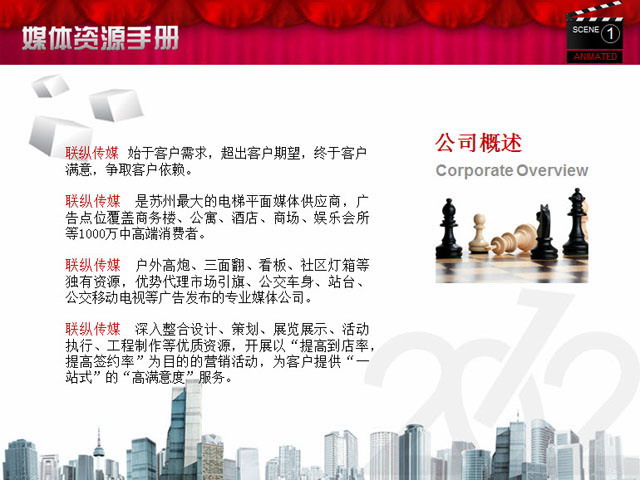 媒体资源手册
SCENE 1
ANIMATED
公司概述
Corporate Overview
联纵传媒 始于客户需求，超出客户期望，终于客户
满意，争取客户依赖。
联纵传媒 是苏州最大的电梯平面媒体供应商，广
告点位覆盖商务楼、公寓、酒店、商场、娱乐会所
等1000万中高端消费者。
联纵传媒 户外高炮、三面翻、看板、社区灯箱等
独有资源，优势代理市场引旗、公交车身、站台、
公交移动电视等广告发布的专业媒体公司。
联纵传媒 深入整合设计、策划、展览展示、活动
执行、工程制作等优质资源，开展以“提高到店率，
提高签约率”为目的的营销活动，为客户提供“一
站式”的“高满意度”服务。
2012